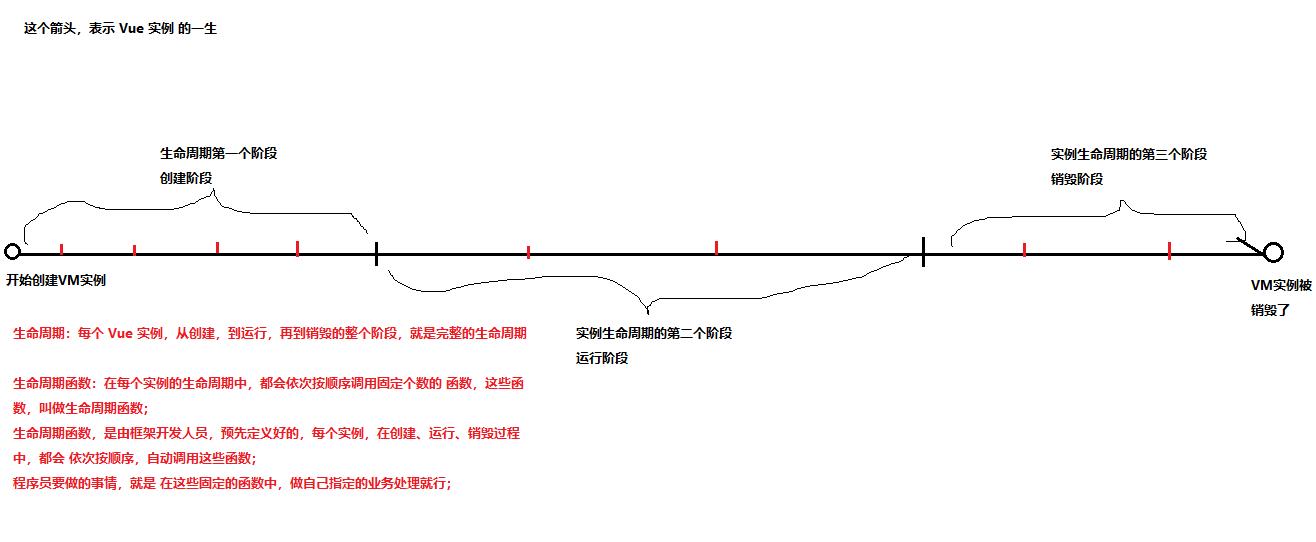 这个箭头，表示 Vue 实例 的一生
生命周期第一个阶段
创建阶段
实例生命周期的第三个阶段
销毁阶段
开始创建VM实例
VM实例被
销毁了
实例生命周期的第二个阶段
运行阶段
生命周期：每个 Vue 实例，从创建，到运行，再到销毁的整个阶段，就是完整的生命周期
生命周期函数：在每个实例的生命周期中，都会依次按顺序调用固定个数的 函数，这些函
数，叫做生命周期函数；
生命周期函数，是由框架开发人员，预先定义好的，每个实例，在创建、运行、销毁过程
中，都会 依次按顺序，自动调用这些函数；
程序员要做的事情，就是 在这些固定的函数中，做自己指定的业务处理就行；